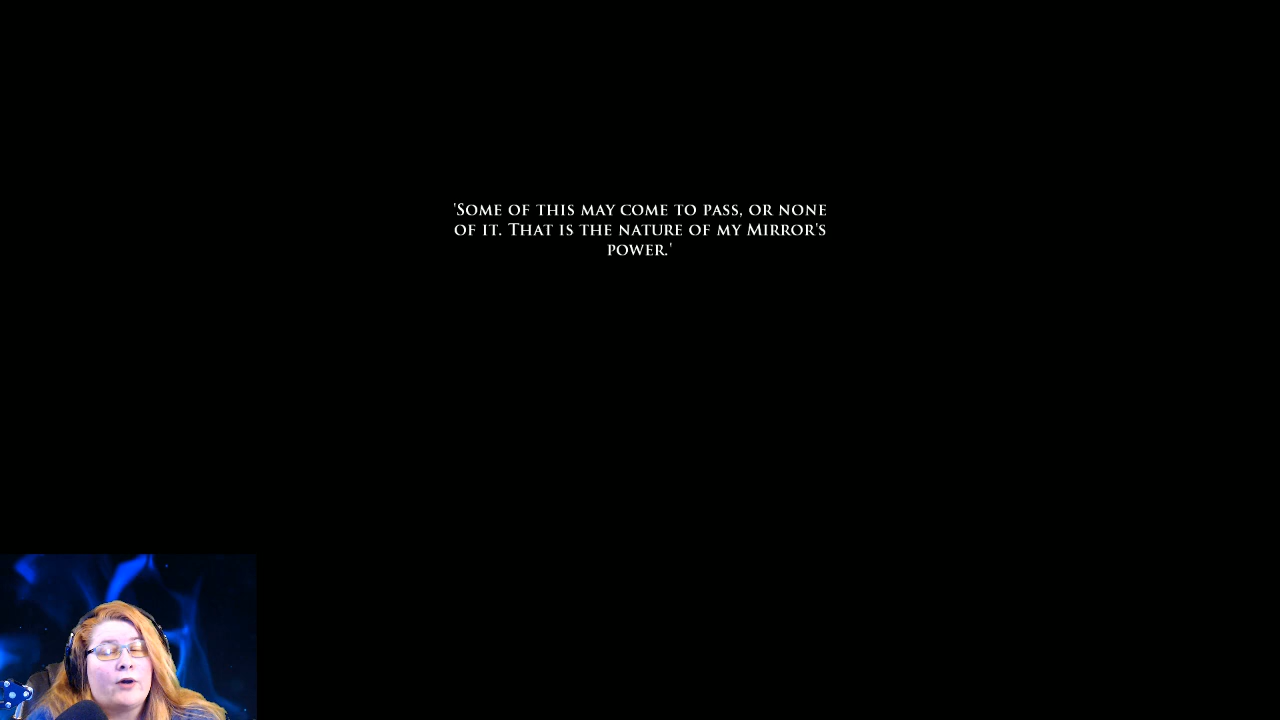 'Some of this may come to pass, or none
of it. That is the nature of my Mirror's
power.'